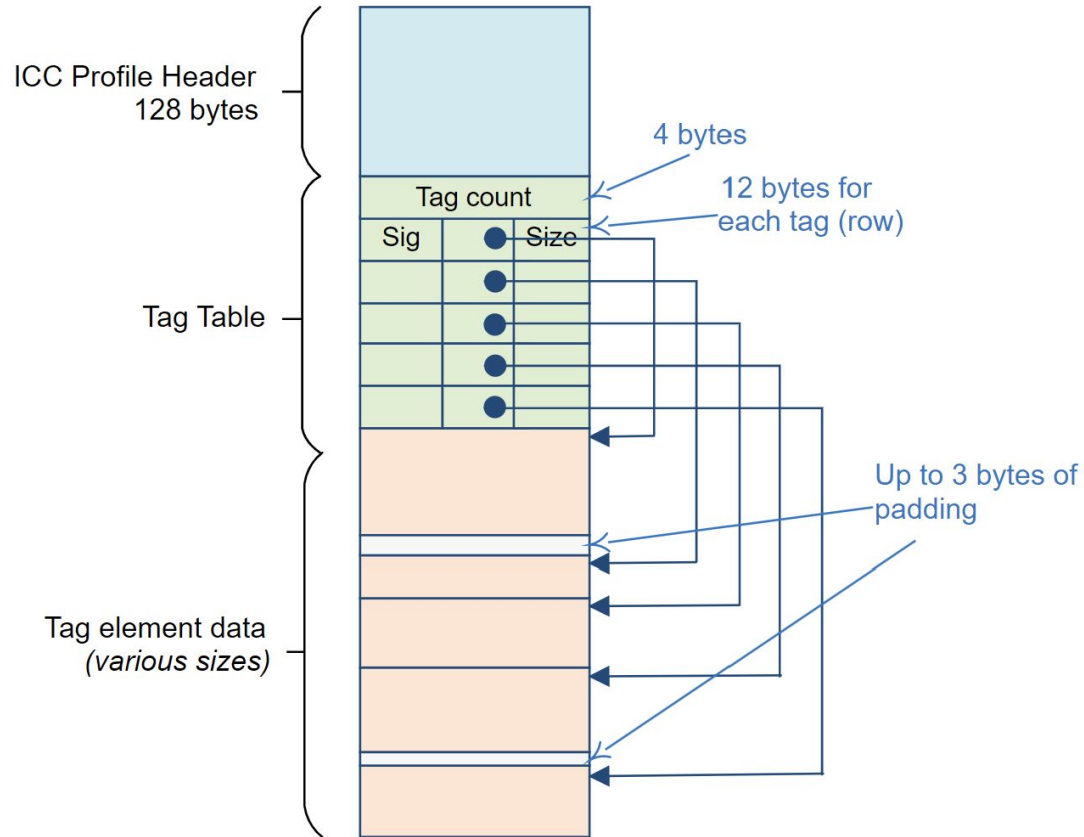 ICC Profile Header
128 bytes
4 bytes
Tag count
12 bytes for
each tag (row)
Sig
Size
Tag Table
Up to 3 bytes of
padding
Tag element data
(various sizes)